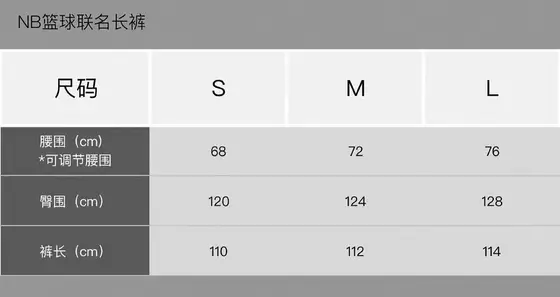 NB篮球联名长裤
尺码 S M L
腰围（cm） 68 72 76
*可调节腰围
臀围（cm） 120 124 128
裤长（cm） 110 112 114